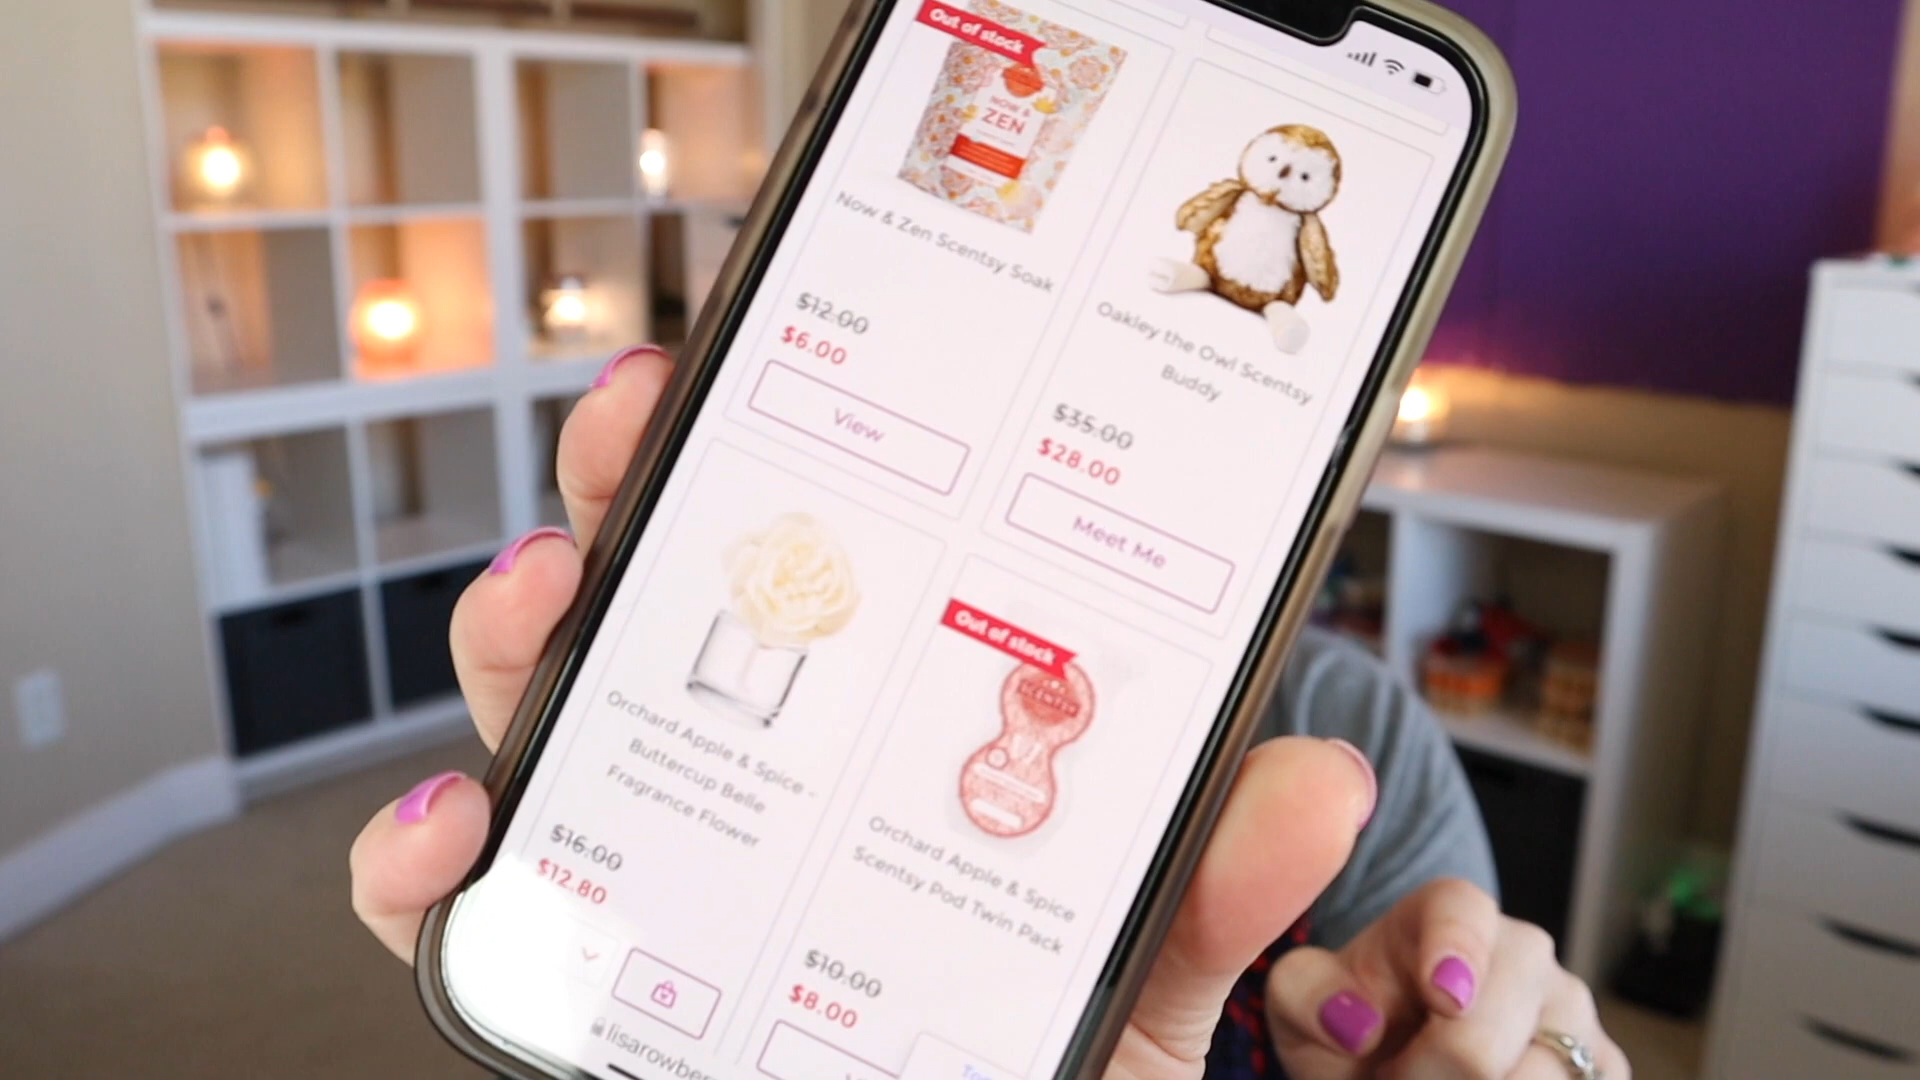 Out of stock
NOW &
ZEN
Now & Zen Scentsy Soak
$12.00
$6.00
View
Oakley the Owl Scentsy
Buddy
$35.00
$28.00
Meet Me
Orchard Apple & Spice -
Buttercup Belle
Fragrance Flower
$16.00
$12.80
Out of stock
SCENTSY
Orchard Apple & Spice
Scentsy Pod Twin Pack
$10.00
$8.00